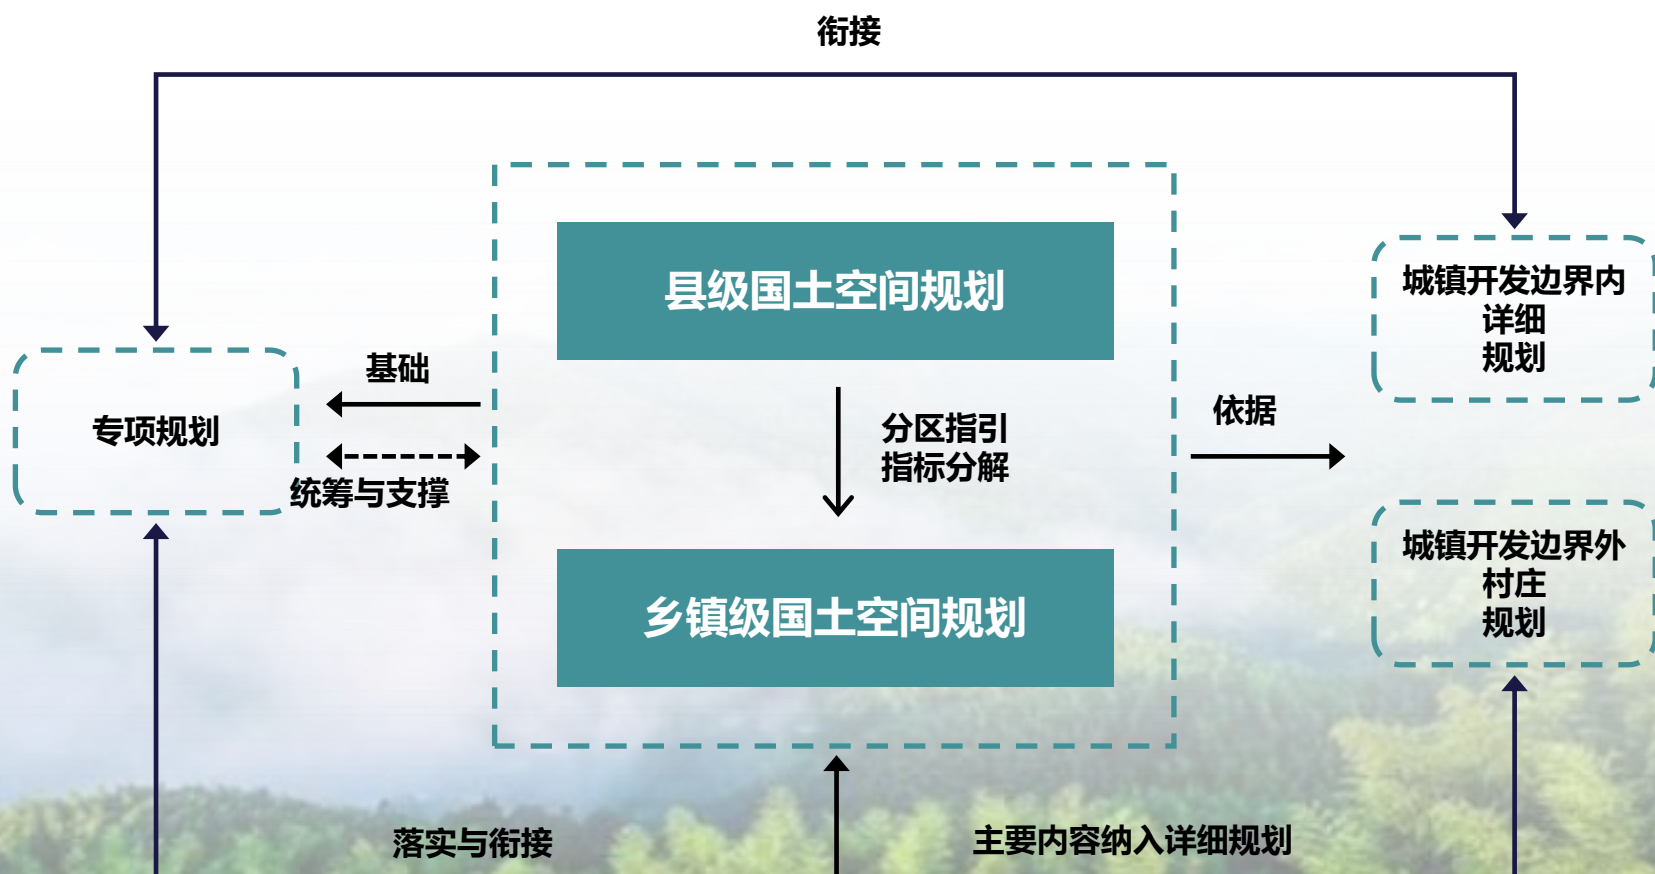 衔接
县级国土空间规划
城镇开发边界内
详细
规划
基础
专项规划
统筹与支撑
分区指引
指标分解
依据
乡镇级国土空间规划
城镇开发边界外
村庄
规划
落实与衔接
主要内容纳入详细规划